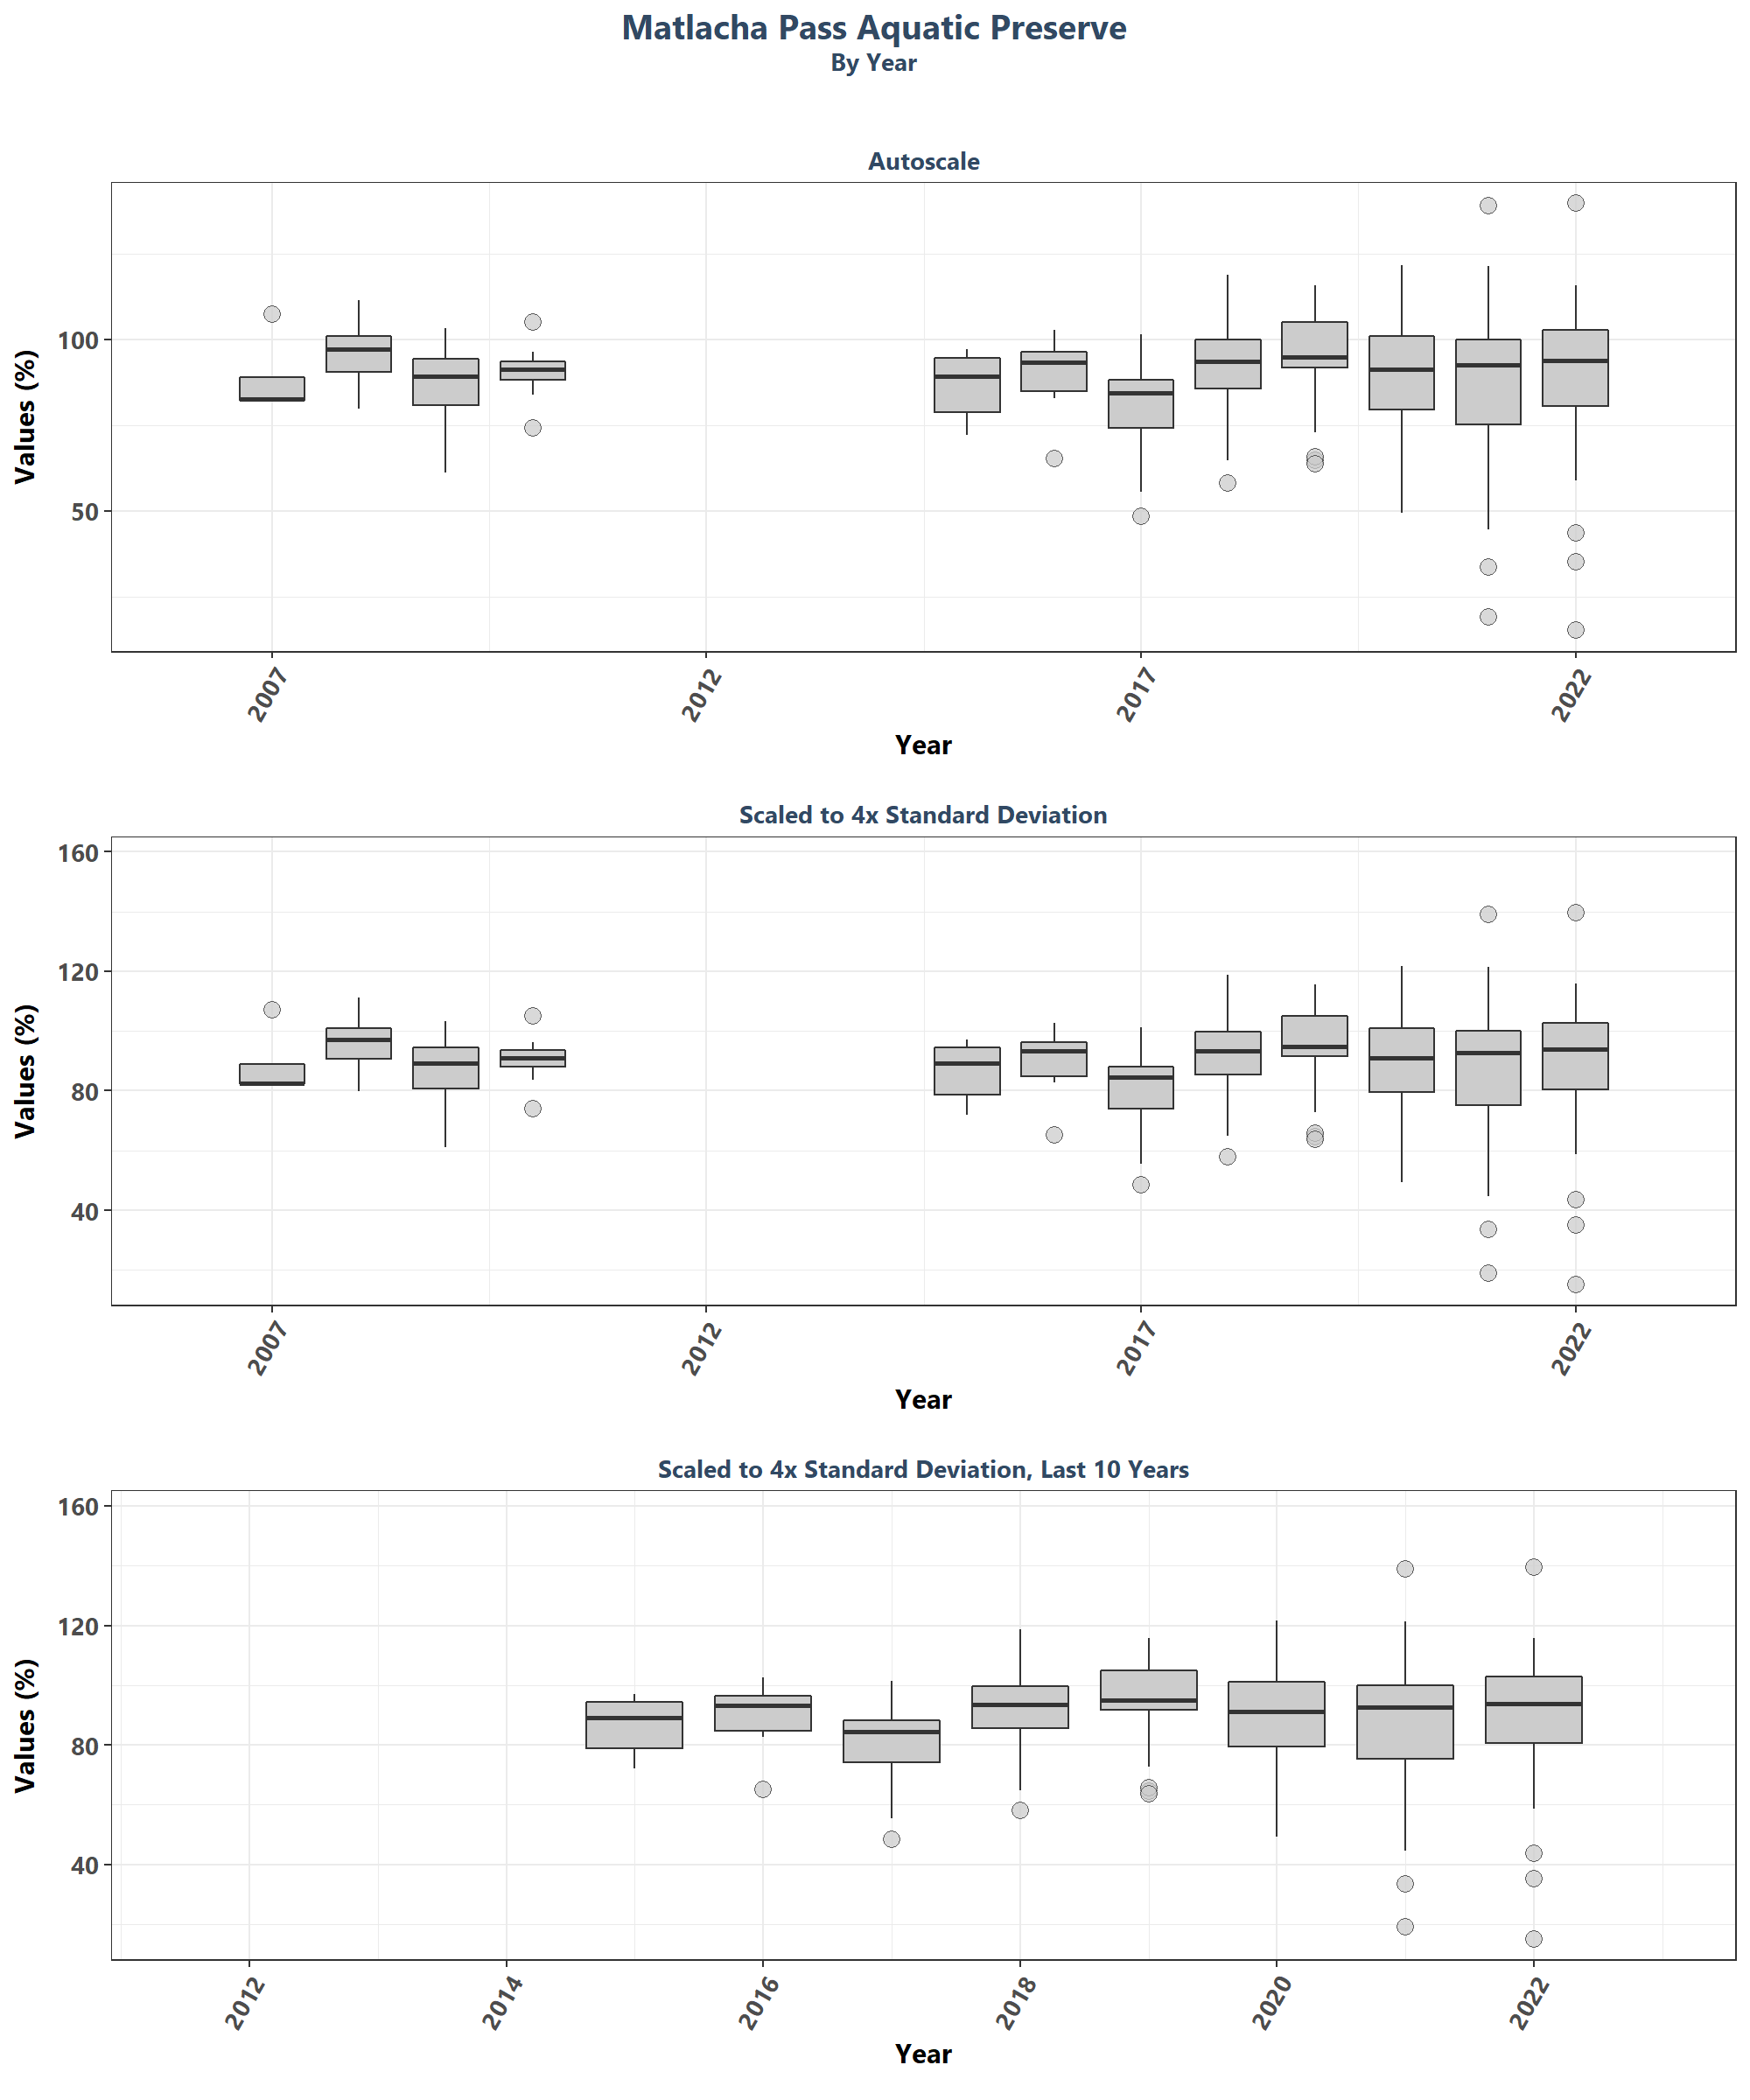 Matlacha Pass Aquatic Preserve
By Year
Autoscale
Values (%)
100
50
2007
2012
2017
2022
Year
Scaled to 4x Standard Deviation
Values (%)
160
120
80
40
2007
2012
2017
2022
Year
Scaled to 4x Standard Deviation, Last 10 Years
Values (%)
160
120
80
40
2012
2014
2016
2018
2020
2022
Year